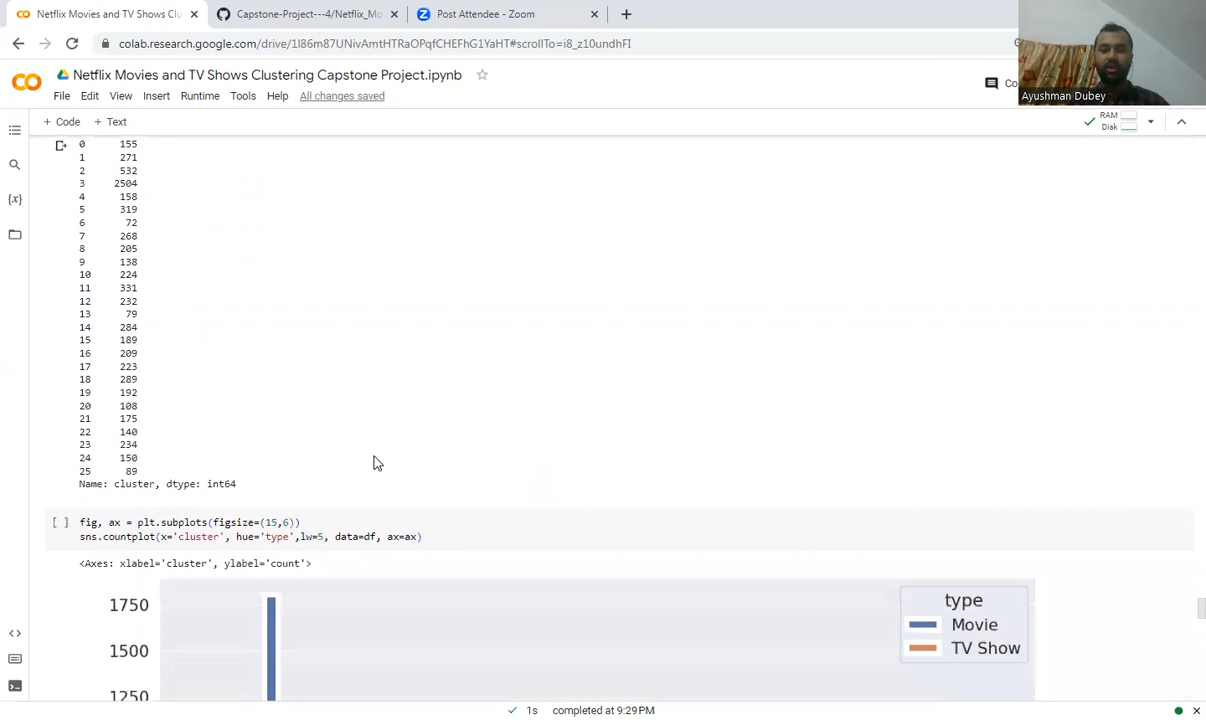 Netflix Movies and TV Shows Clu
Capstone-Project---4/Netflix_Mo
Post Attendee - Zoom
colab.research.google.com/drive/1I86m87UNivAmtHTRaOPqfCHEFhG1YaHT#scrollTo=i8_z10undhFI
Netflix Movies and TV Shows Clustering Capstone Project.ipynb
Co
File Edit View Insert Runtime Tools Help All changes saved
Ayushman Dubey
+ Code + Text
RAM
Disk
0 155
1 271
2 532
3 2504
4 158
5 319
6 72
7 268
8 205
9 138
10 224
11 331
12 232
13 79
14 284
15 189
16 209
17 223
18 289
19 192
20 108
21 175
22 140
23 234
24 150
25 89
Name: cluster, dtype: int64
[ ] fig, ax = plt.subplots(figsize=(15,6))
sns.countplot(x='cluster', hue='type',lw=5, data=df, ax=ax)
<Axes: xlabel='cluster', ylabel='count'>
type
Movie
TV Show
1750
1500
1250
1s completed at 9:29 PM